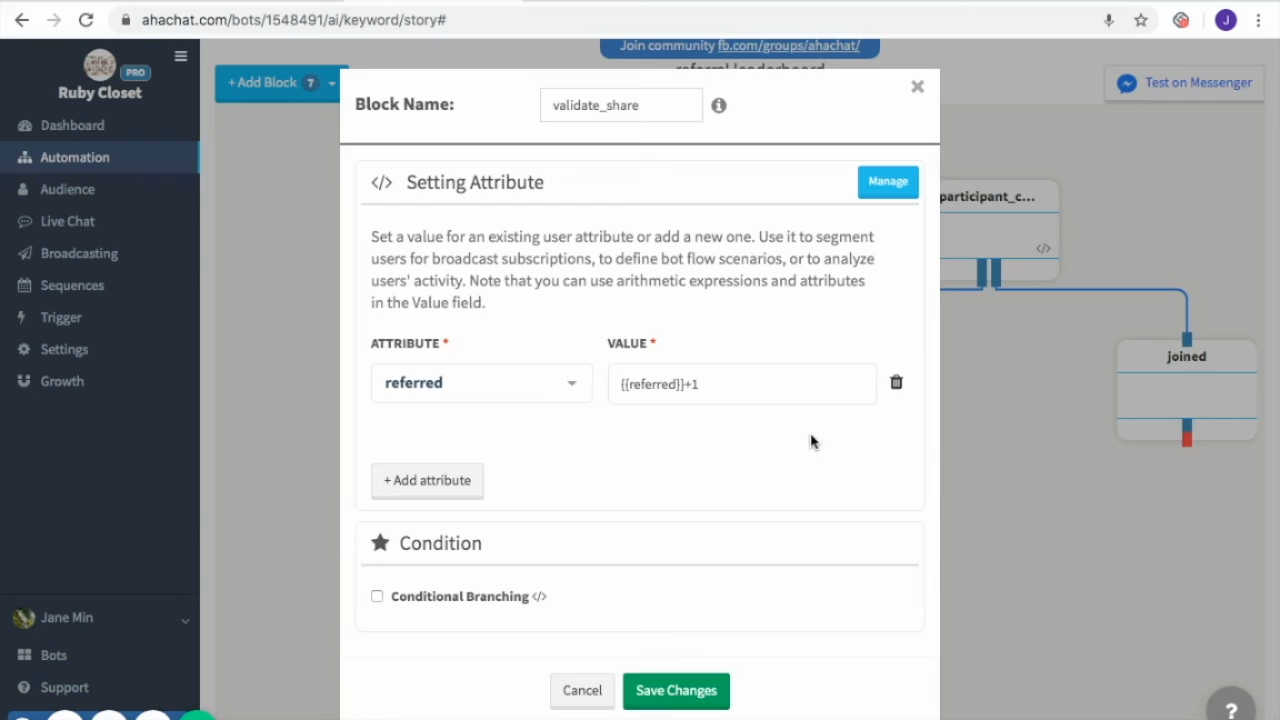 ahachat.com/bots/1548491/ai/keyword/story#
J
Join community fb.com/groups/ahachat/
+ Add Block 7
Test on Messenger
PRO
Ruby Closet
Dashboard
Automation
Audience
Live Chat
Broadcasting
Sequences
Trigger
Settings
Growth
Jane Min
Bots
Support
Block Name:
validate_share
</> Setting Attribute
Manage
Set a value for an existing user attribute or add a new one. Use it to segment
users for broadcast subscriptions, to define bot flow scenarios, or to analyze
users' activity. Note that you can use arithmetic expressions and attributes
in the Value field.
ATTRIBUTE * VALUE *
referred {{referred}}+1
+ Add attribute
Condition
Conditional Branching </>
Cancel Save Changes
participant_c...
</>
joined
?